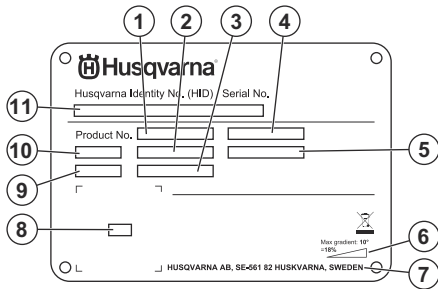 1
2
3
4
Husqvarna
Husqvarna Identity No. (HID) / Serial No.
11
Product No.
10
5
9
8
Max gradient: 10°
=18%
6
HUSQVARNA AB, SE-561 82 HUSKVARNA, SWEDEN
7